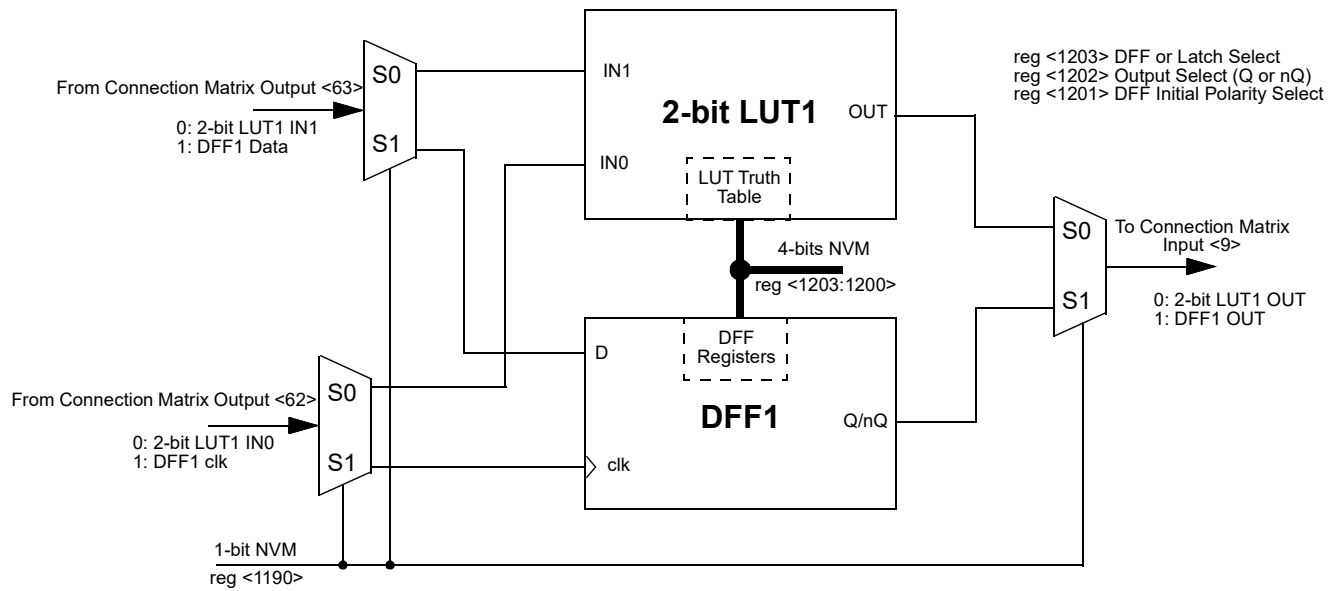 From Connection Matrix Output <63>
0: 2-bit LUT1 IN1
1: DFF1 Data
S0
S1
IN1
IN0
2-bit LUT1
OUT
LUT Truth
Table
reg <1203> DFF or Latch Select
reg <1202> Output Select (Q or nQ)
reg <1201> DFF Initial Polarity Select
4-bits NVM
reg <1203:1200>
S0
S1
To Connection Matrix
Input <9>
0: 2-bit LUT1 OUT
1: DFF1 OUT
From Connection Matrix Output <62>
0: 2-bit LUT1 IN0
1: DFF1 clk
S0
S1
D
clk
DFF
Registers
DFF1
Q/nQ
1-bit NVM
reg <1190>